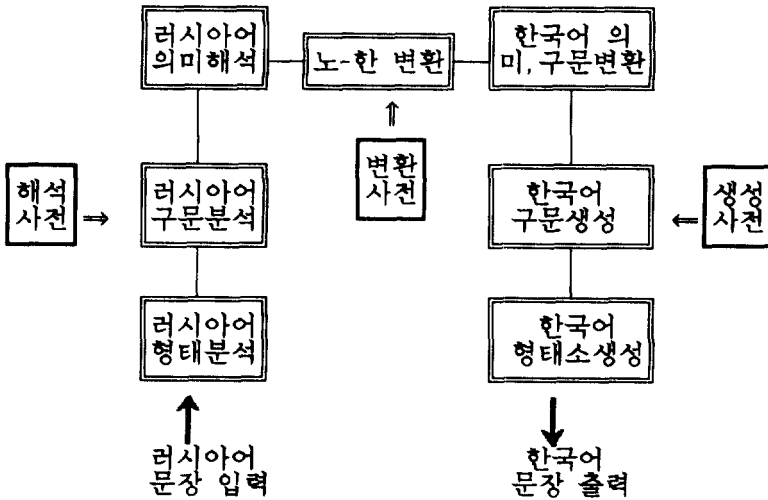 러시아어
의미해석
노-한 변환
한국어 의
미, 구문변환
해석
사전
러시아어
구문분석
변환
사전
한국어
구문생성
생성
사전
러시아어
형태분석
한국어
형태소생성
러시아어
문장 입력
한국어
문장 출력